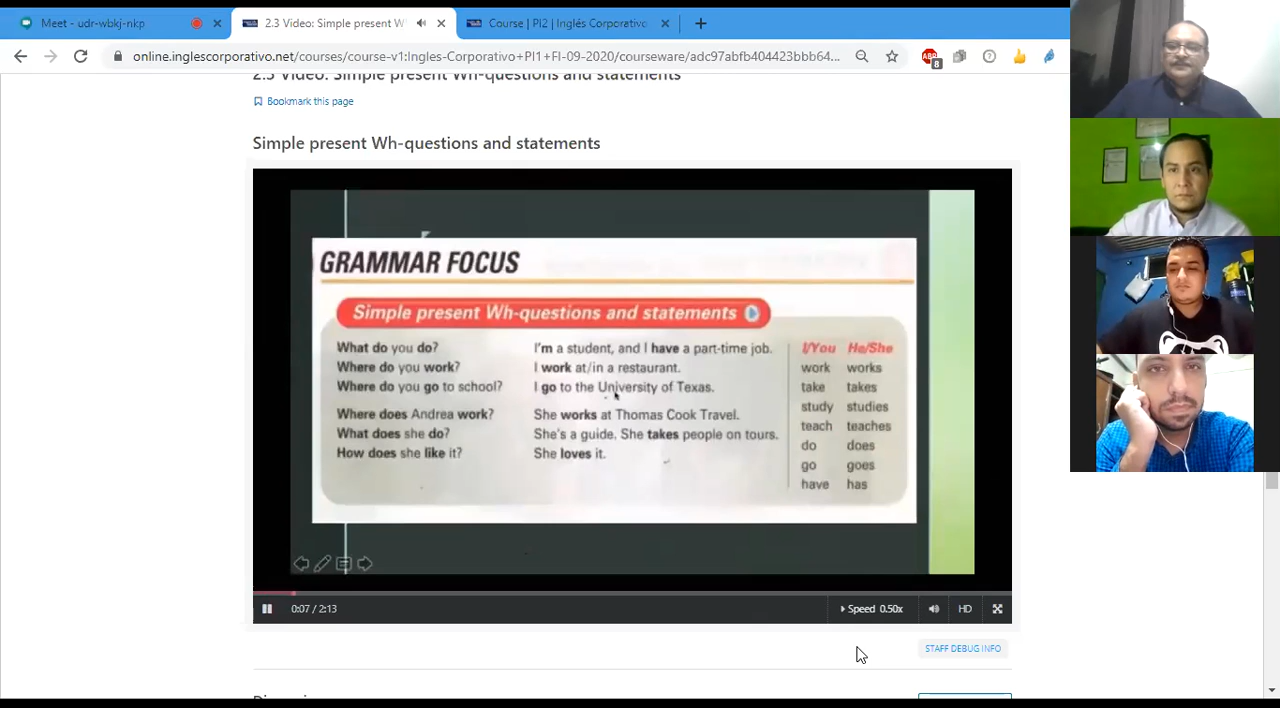 Meet - udr-wbkj-nkp
2.3 Video: Simple present W
Course | PI2 | Inglés Corporativo
online.inglescorporativo.net/courses/course-v1:Ingles-Corporativo+PI1+FI-09-2020/courseware/adc97abfb404423bbb64...
ABP
8
2.3 Video: Simple present Wh-questions and statements
Bookmark this page
Simple present Wh-questions and statements
GRAMMAR FOCUS
Simple present Wh-questions and statements
What do you do? I'm a student, and I have a part-time job. I/You He/She
Where do you work? I work at/in a restaurant. work works
Where do you go to school? I go to the University of Texas. take takes
study studies
Where does Andrea work? She works at Thomas Cook Travel.
teach teaches
What does she do? She's a guide. She takes people on tours.
do does
How does she like it? She loves it.
go goes
have has
0:07 / 2:13
Speed 0.50x
HD
STAFF DEBUG INFO